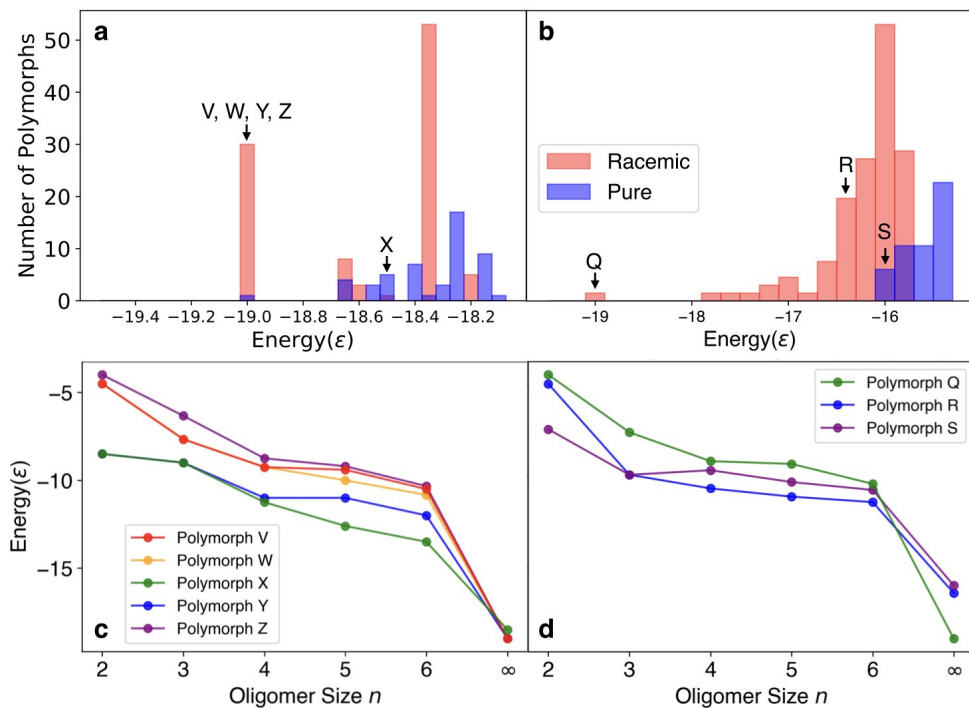 a
Number of Polymorphs
50
40
30
20
10
0
V, W, Y, Z
X
−19.4 −19.2 −19.0 −18.8 −18.6 −18.4 −18.2
Energy(ε)
b
Racemic
Pure
Q
R
S
−19 −18 −17 −16
Energy(ε)
Energy(ε)
−5
−10
−15
Polymorph V
Polymorph W
Polymorph X
Polymorph Y
Polymorph Z
c
2 3 4 5 6 ∞
Oligomer Size n
Polymorph Q
Polymorph R
Polymorph S
d
2 3 4 5 6 ∞
Oligomer Size n